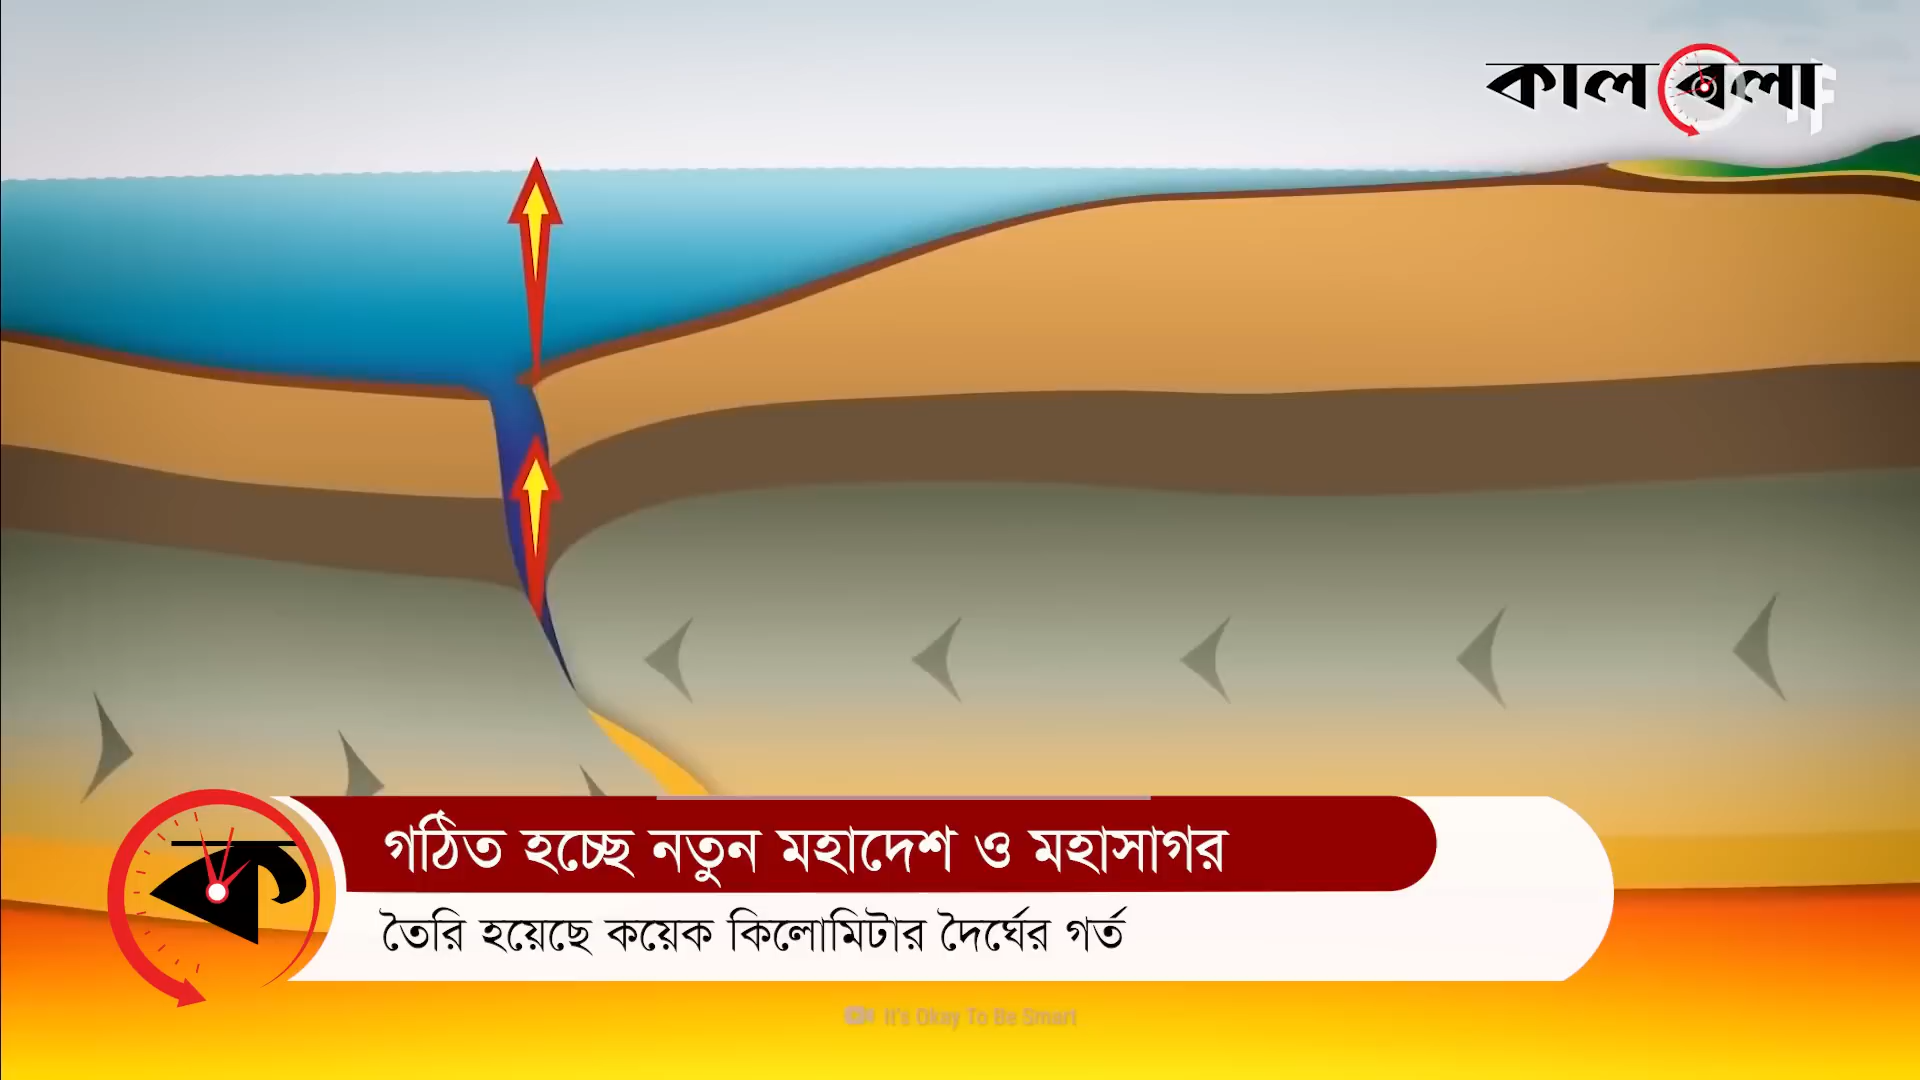 কালবেলা
গঠিত হচ্ছে নতুন মহাদেশ ও মহাসাগর
তৈরি হয়েছে কয়েক কিলোমিটার দৈর্ঘের গর্ত
It's Okay To Be Smart